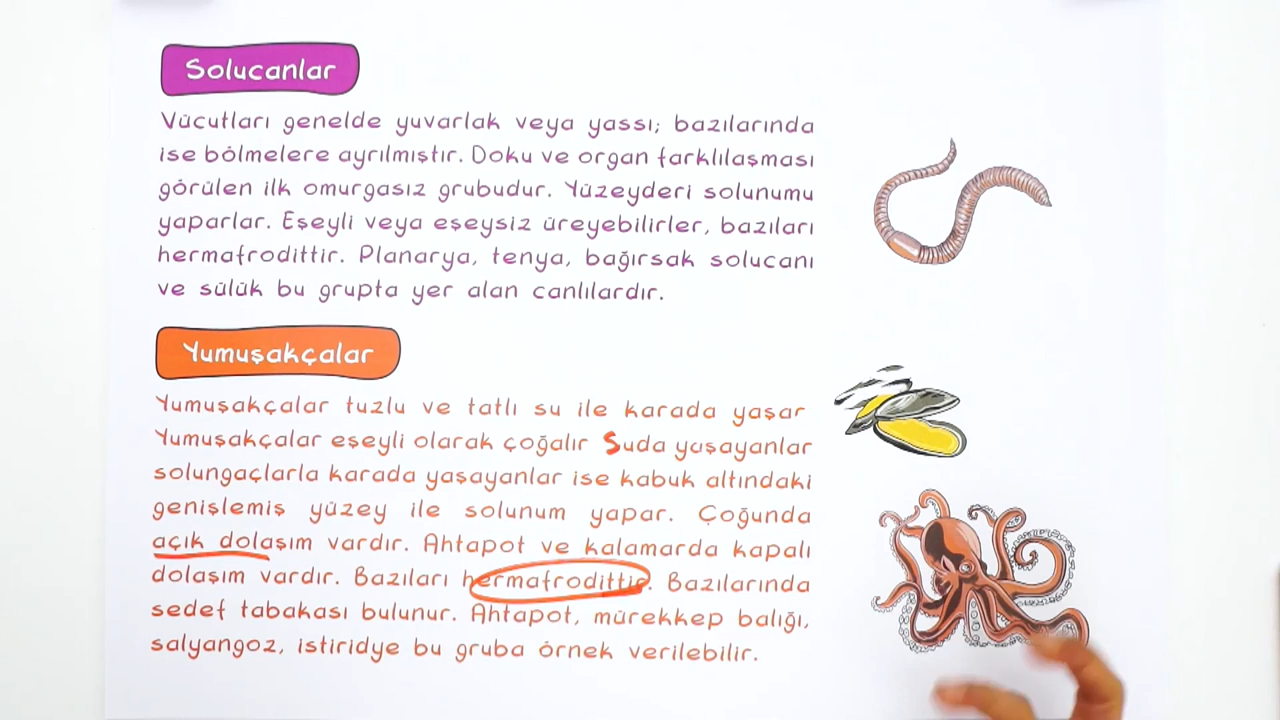 Solucanlar
Vücutları genelde yuvarlak veya yassı; bazılarında
ise bölmelere ayrılmıştır. Doku ve organ farklılaşması
görülen ilk omurgasız grubudur. Yüzeyderi solunumu
yaparlar. Eşeyli veya eşeysiz üreyebilirler, bazıları
hermafrodittir. Planarya, tenya, bağırsak solucanı
ve sülük bu grupta yer alan canlılardır.
Yumuşakçalar
Yumuşakçalar tuzlu ve tatlı su ile karada yaşar
Yumuşakçalar eşeyli olarak çoğalır Suda yaşayanlar
solungaçlarla karada yaşayanlar ise kabuk altındaki
genişlemiş yüzey ile solunum yapar. Çoğunda
açık dolaşım vardır. Ahtapot ve kalamarda kapalı
dolaşım vardır. Bazıları hermafrodittir. Bazılarında
sedef tabakası bulunur. Ahtapot, mürekkep balığı,
salyangoz, istiridye bu gruba örnek verilebilir.